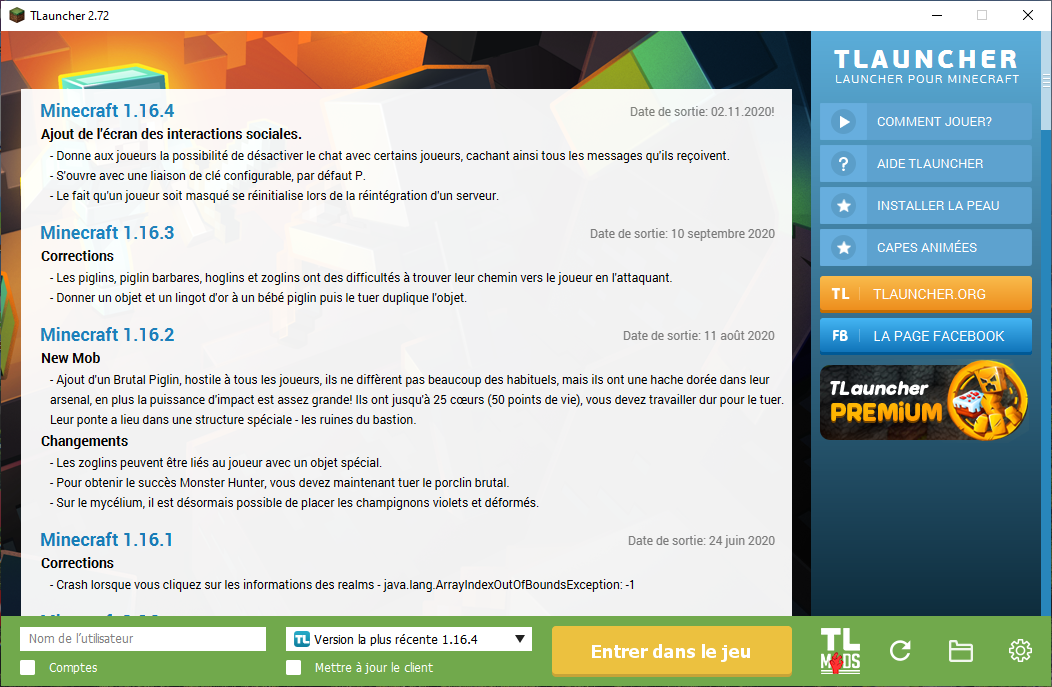 TLauncher 2.72
Minecraft 1.16.4
Date de sortie: 02.11.2020!
Ajout de l'écran des interactions sociales.
- Donne aux joueurs la possibilité de désactiver le chat avec certains joueurs, cachant ainsi tous les messages qu'ils reçoivent.
- S'ouvre avec une liaison de clé configurable, par défaut P.
- Le fait qu'un joueur soit masqué se réinitialise lors de la réintégration d'un serveur.
Minecraft 1.16.3
Date de sortie: 10 septembre 2020
Corrections
- Les piglins, piglin barbares, hoglins et zoglins ont des difficultés à trouver leur chemin vers le joueur en l'attaquant.
- Donner un objet et un lingot d'or à un bébé piglin puis le tuer duplique l'objet.
Minecraft 1.16.2
Date de sortie: 11 août 2020
New Mob
- Ajout d'un Brutal Piglin, hostile à tous les joueurs, ils ne diffèrent pas beaucoup des habituels, mais ils ont une hache dorée dans leur
arsenal, en plus la puissance d'impact est assez grande! Ils ont jusqu'à 25 cœurs (50 points de vie), vous devez travailler dur pour le tuer.
Leur ponte a lieu dans une structure spéciale - les ruines du bastion.
Changements
- Les zoglins peuvent être liés au joueur avec un objet spécial.
- Pour obtenir le succès Monster Hunter, vous devez maintenant tuer le porclin brutal.
- Sur le mycélium, il est désormais possible de placer les champignons violets et déformés.
Minecraft 1.16.1
Date de sortie: 24 juin 2020
Corrections
- Crash lorsque vous cliquez sur les informations des realms - java.lang.ArrayIndexOutOfBoundsException: -1
TLAUNCHER
LAUNCHER POUR MINECRAFT
COMMENT JOUER?
? AIDE TLAUNCHER
INSTALLER LA PEAU
CAPES ANIMÉES
TL TLAUNCHER.ORG
FB LA PAGE FACEBOOK
TLauncher
PREMIUM
Nom de l'utilisateur
Comptes
TL Version la plus récente 1.16.4
Mettre à jour le client
Entrer dans le jeu
TL
MODS